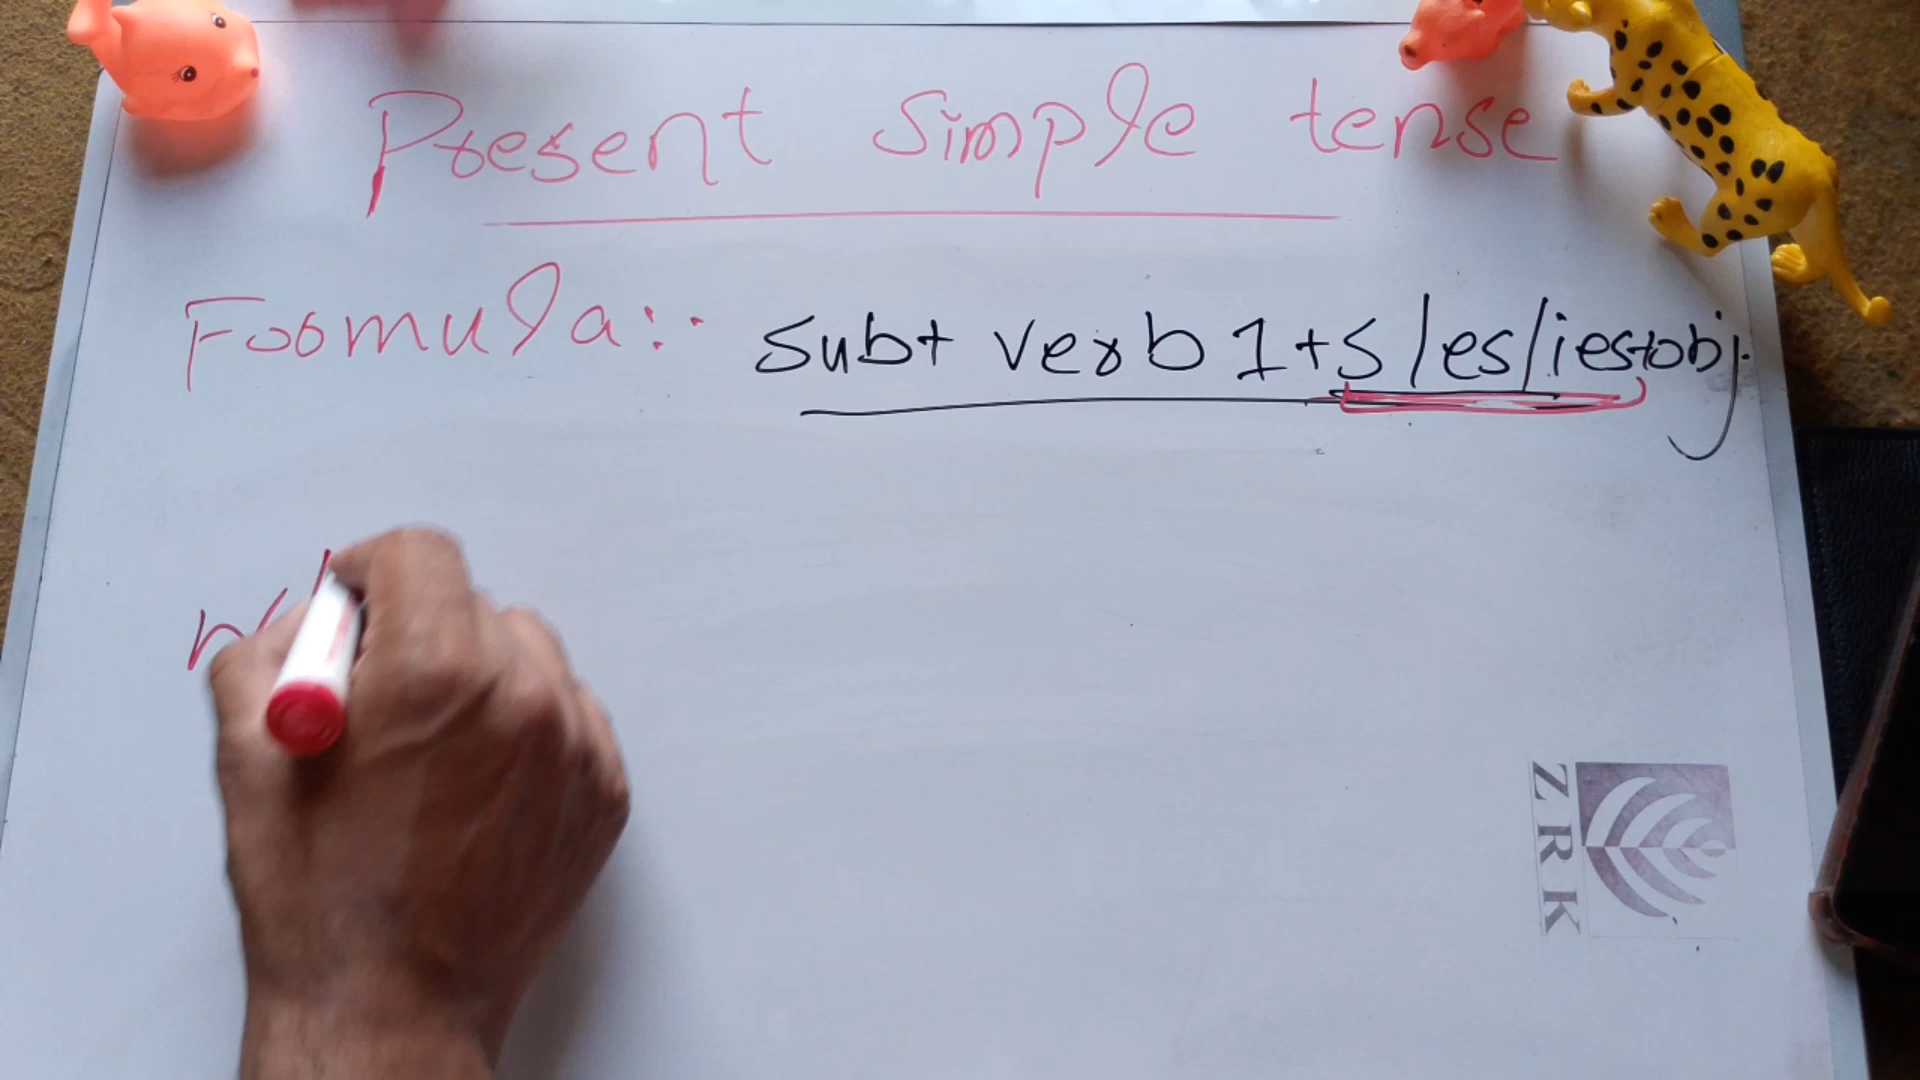 Present Simple tense
Formula:-
Sub+ verb 1+s/es/ies+obj.
ZRK